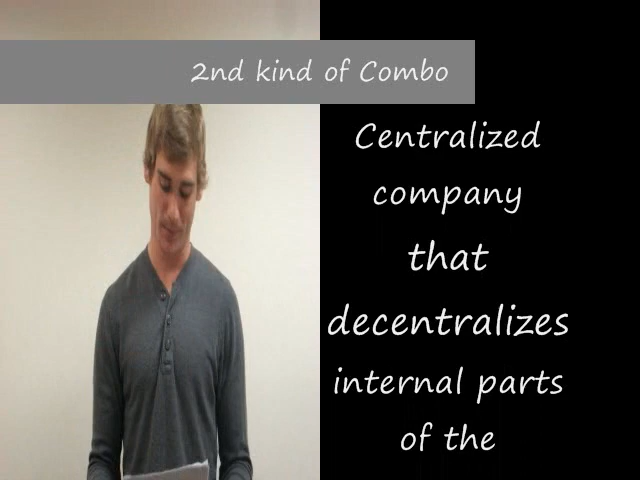 2nd kind of Combo
Centralized
company
that
decentralizes
internal parts
of the